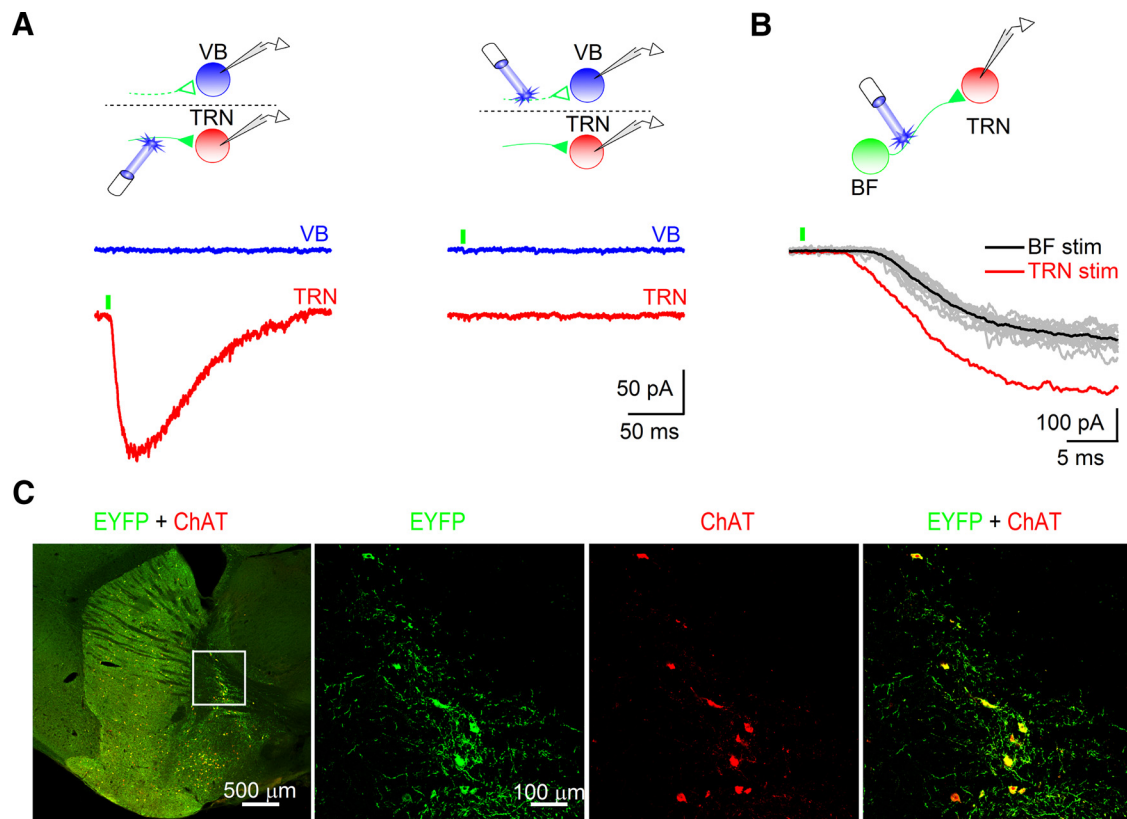 A
VB
TRN
VB
TRN
B
TRN
BF
VB
TRN
VB
TRN
50 pA
50 ms
BF stim
TRN stim
100 pA
5 ms
C
EYFP + ChAT
EYFP
ChAT
EYFP + ChAT
500 μm
100 μm